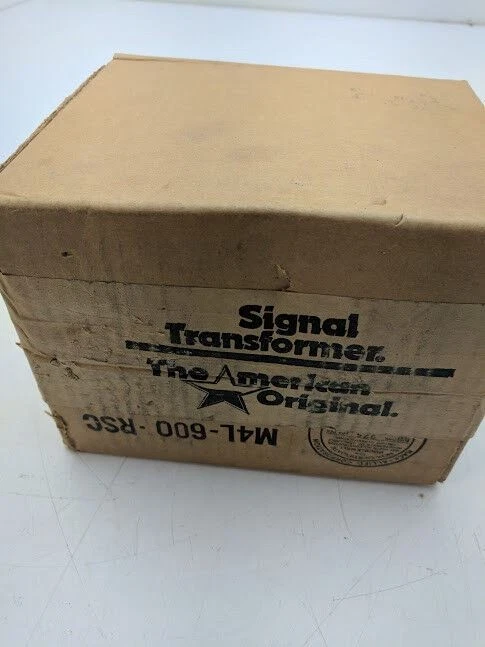 Signal
Transformer®
The American
Original.
M4L-600-RSC